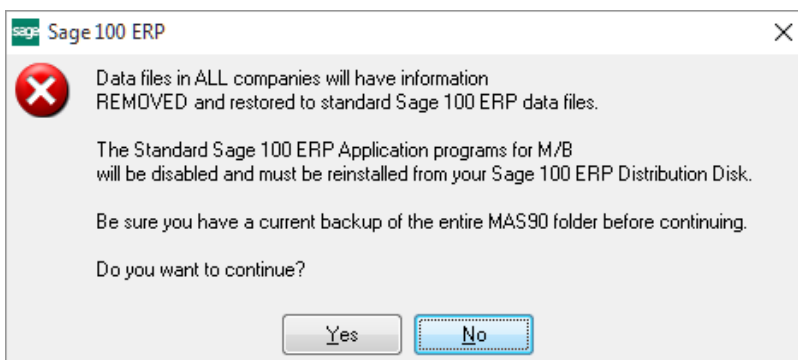 sage Sage 100 ERP
Data files in ALL companies will have information
REMOVED and restored to standard Sage 100 ERP data files.
The Standard Sage 100 ERP Application programs for M/B
will be disabled and must be reinstalled from your Sage 100 ERP Distribution Disk.
Be sure you have a current backup of the entire MAS90 folder before continuing.
Do you want to continue?
Yes No